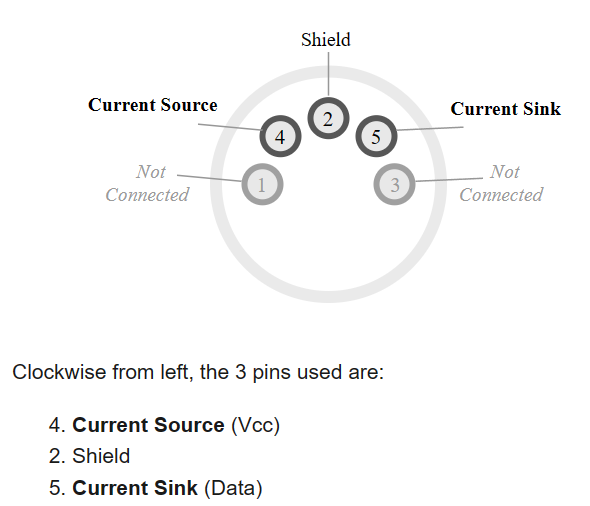 Shield
Current Source
Current Sink
2
4
5
Not
Connected
1
3
Not
Connected
Clockwise from left, the 3 pins used are:
4. Current Source (Vcc)
2. Shield
5. Current Sink (Data)